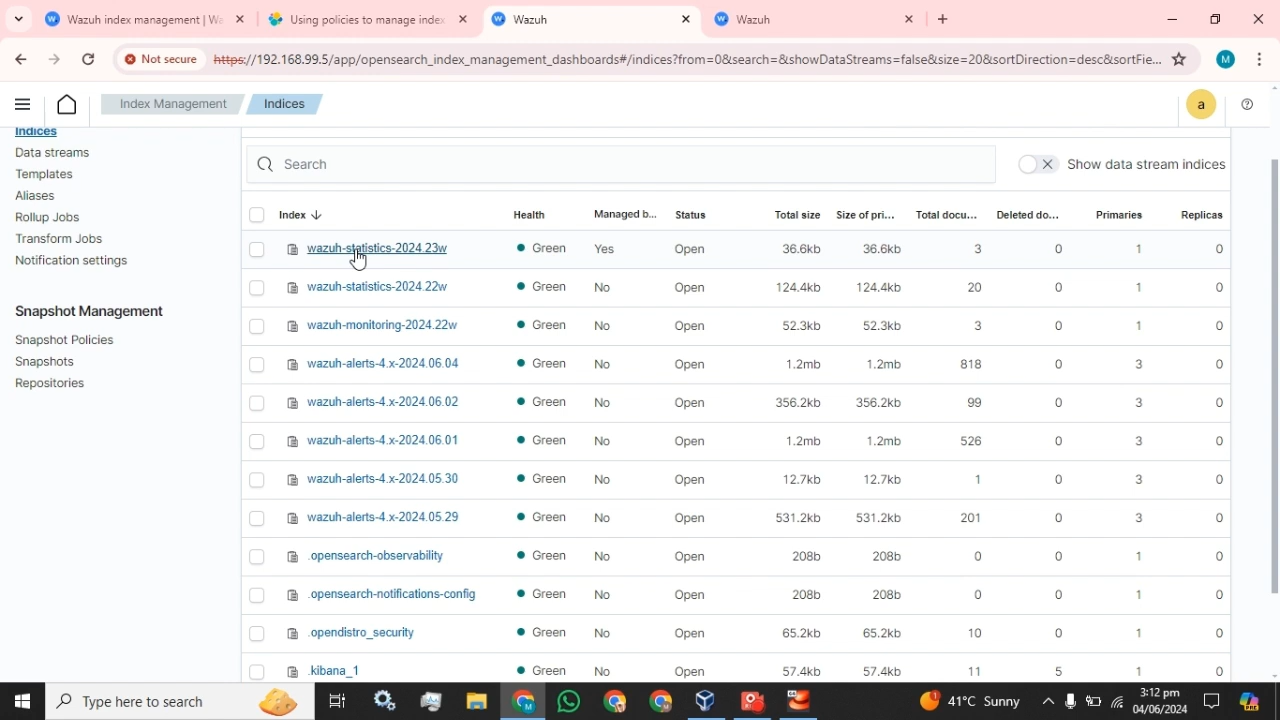 Wazuh index management | Wa
Using policies to manage index
Wazuh
Wazuh
Not secure
https://192.168.99.5/app/opensearch_index_management_dashboards#/indices?from=0&search=&showDataStreams=false&size=20&sortDirection=desc&sortFie...
M
Index Management
Indices
a
Indices
Data streams
Templates
Aliases
Rollup Jobs
Transform Jobs
Notification settings
Snapshot Management
Snapshot Policies
Snapshots
Repositories
Search
Show data stream indices
Index Health Managed b... Status Total size Size of pri... Total docu... Deleted do... Primaries Replicas
wazuh-statistics-2024.23w Green Yes Open 36.6kb 36.6kb 3 0 1 0
wazuh-statistics-2024.22w Green No Open 124.4kb 124.4kb 20 0 1 0
wazuh-monitoring-2024.22w Green No Open 52.3kb 52.3kb 3 0 1 0
wazuh-alerts-4.x-2024.06.04 Green No Open 1.2mb 1.2mb 818 0 3 0
wazuh-alerts-4.x-2024.06.02 Green No Open 356.2kb 356.2kb 99 0 3 0
wazuh-alerts-4.x-2024.06.01 Green No Open 1.2mb 1.2mb 526 0 3 0
wazuh-alerts-4.x-2024.05.30 Green No Open 12.7kb 12.7kb 1 0 3 0
wazuh-alerts-4.x-2024.05.29 Green No Open 531.2kb 531.2kb 201 0 3 0
.opensearch-observability Green No Open 208b 208b 0 0 1 0
.opensearch-notifications-config Green No Open 208b 208b 0 0 1 0
.opendistro_security Green No Open 65.2kb 65.2kb 10 0 1 0
.kibana_1 Green No Open 57.4kb 57.4kb 11 5 1 0
Type here to search
41°C Sunny
3:12 pm
04/06/2024